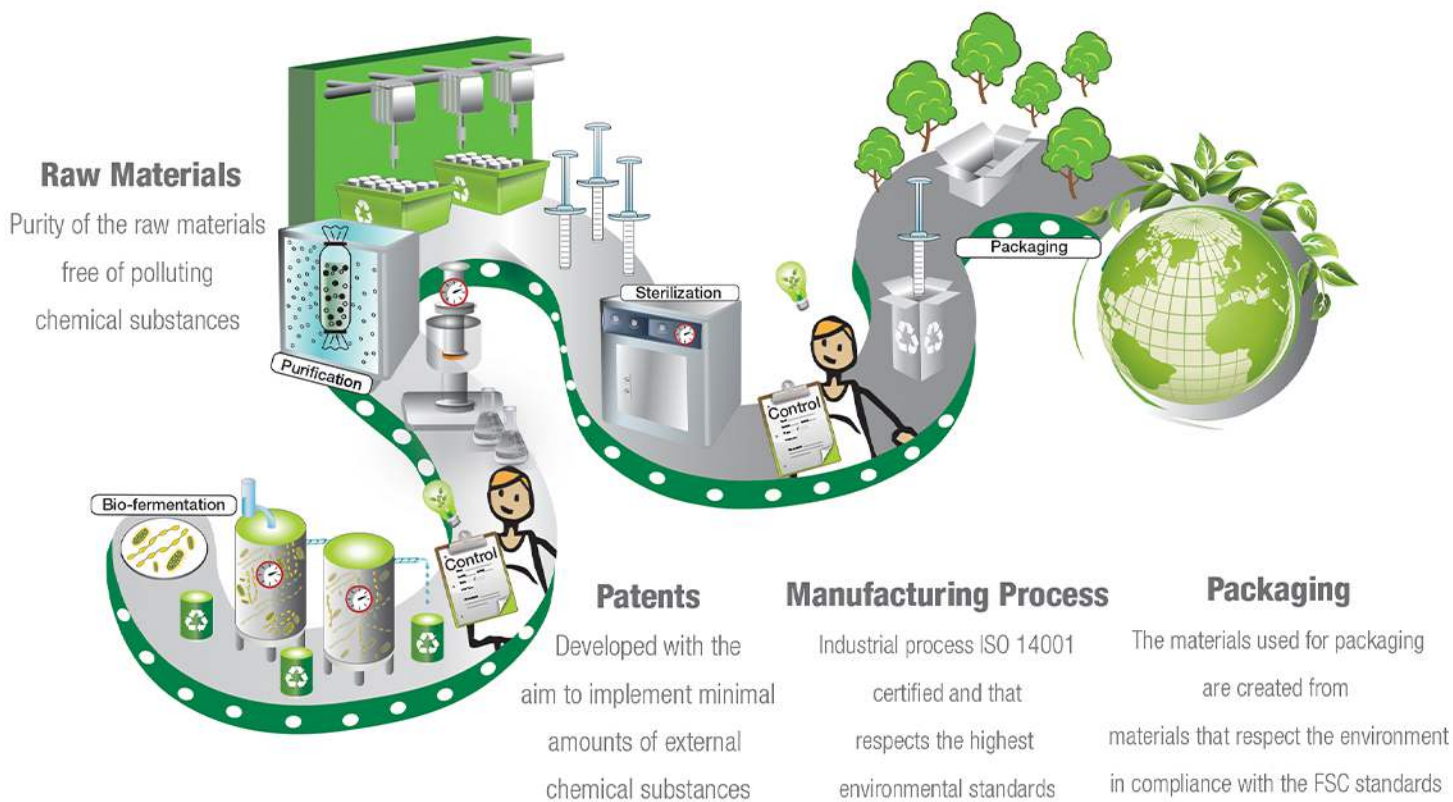 Raw Materials
Purity of the raw materials
free of polluting
chemical substances
Purification
Sterilization
Packaging
Control
Bio-fermentation
Control
Patents
Developed with the
aim to implement minimal
amounts of external
chemical substances
Manufacturing Process
Industrial process ISO 14001
certified and that
respects the highest
environmental standards
Packaging
The materials used for packaging
are created from
materials that respect the environment
in compliance with the FSC standards